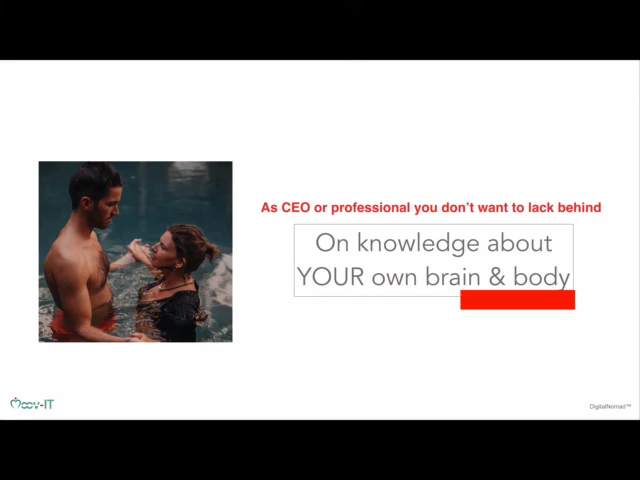 As CEO or professional you don't want to lack behind
On knowledge about
YOUR own brain & body
Moov-IT
DigitalNomad™